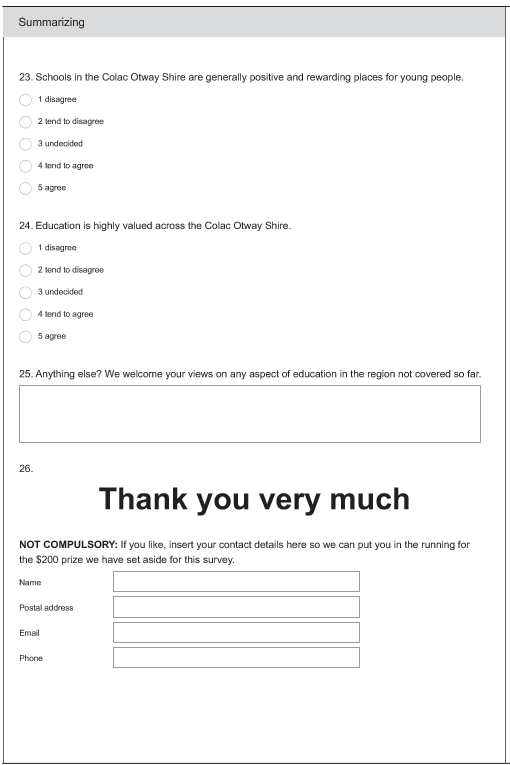 Summarizing
23. Schools in the Colac Otway Shire are generally positive and rewarding places for young people.
1 disagree
2 tend to disagree
3 undecided
4 tend to agree
5 agree
24. Education is highly valued across the Colac Otway Shire.
1 disagree
2 tend to disagree
3 undecided
4 tend to agree
5 agree
25. Anything else? We welcome your views on any aspect of education in the region not covered so far.
26.
Thank you very much
NOT COMPULSORY: If you like, insert your contact details here so we can put you in the running for
the $200 prize we have set aside for this survey.
Name
Postal address
Email
Phone